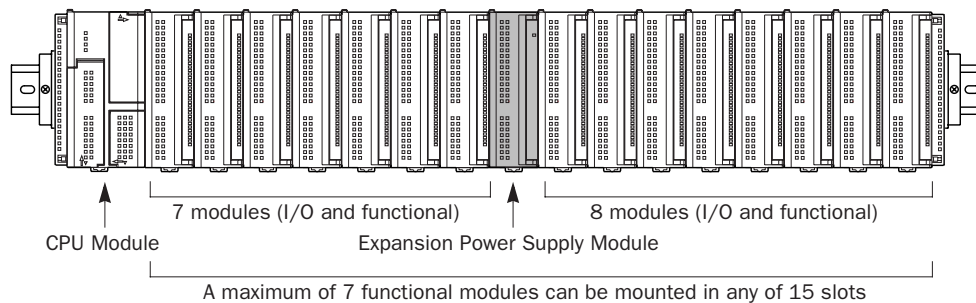 7 modules (I/O and functional)
8 modules (I/O and functional)
CPU Module
Expansion Power Supply Module
A maximum of 7 functional modules can be mounted in any of 15 slots